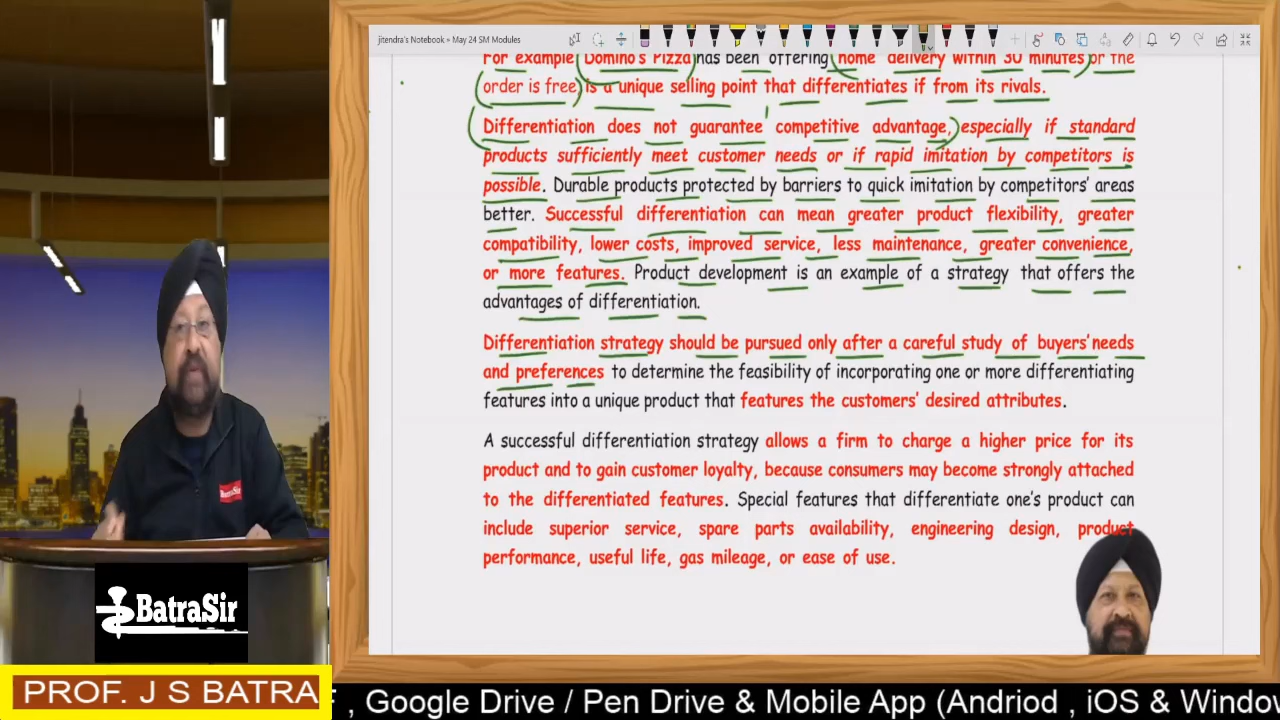 jitendra's Notebook » May 24 SM Modules
For example Domino's Pizza has been offering home delivery within 30 minutes or the
order is free is a unique selling point that differentiates if from its rivals.
Differentiation does not guarantee competitive advantage, especially if standard
products sufficiently meet customer needs or if rapid imitation by competitors is
possible. Durable products protected by barriers to quick imitation by competitors' areas
better. Successful differentiation can mean greater product flexibility, greater
compatibility, lower costs, improved service, less maintenance, greater convenience,
or more features. Product development is an example of a strategy that offers the
advantages of differentiation.
Differentiation strategy should be pursued only after a careful study of buyers' needs
and preferences to determine the feasibility of incorporating one or more differentiating
features into a unique product that features the customers' desired attributes.
A successful differentiation strategy allows a firm to charge a higher price for its
product and to gain customer loyalty, because consumers may become strongly attached
to the differentiated features. Special features that differentiate one's product can
include superior service, spare parts availability, engineering design, product
performance, useful life, gas mileage, or ease of use.
BatraSir
BatraSir
PROF. J S BATRA
, Google Drive / Pen Drive & Mobile App (Andriod , iOS & Window